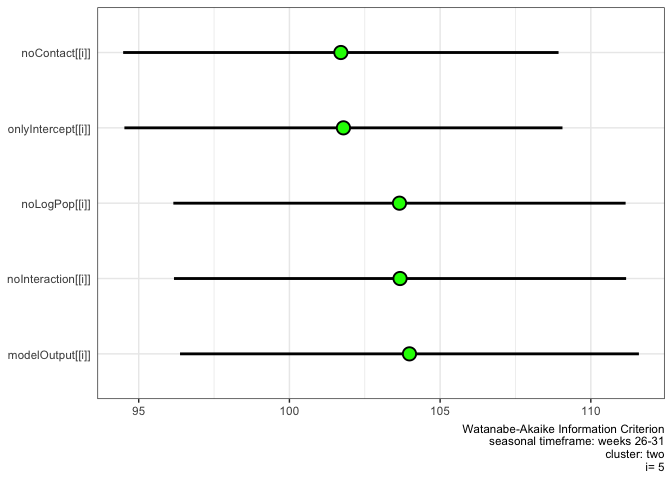 noContact[[i]]
onlyIntercept[[i]]
noLogPop[[i]]
noInteraction[[i]]
modelOutput[[i]]
95 100 105 110
Watanabe-Akaike Information Criterion
seasonal timeframe: weeks 26-31
cluster: two
i= 5